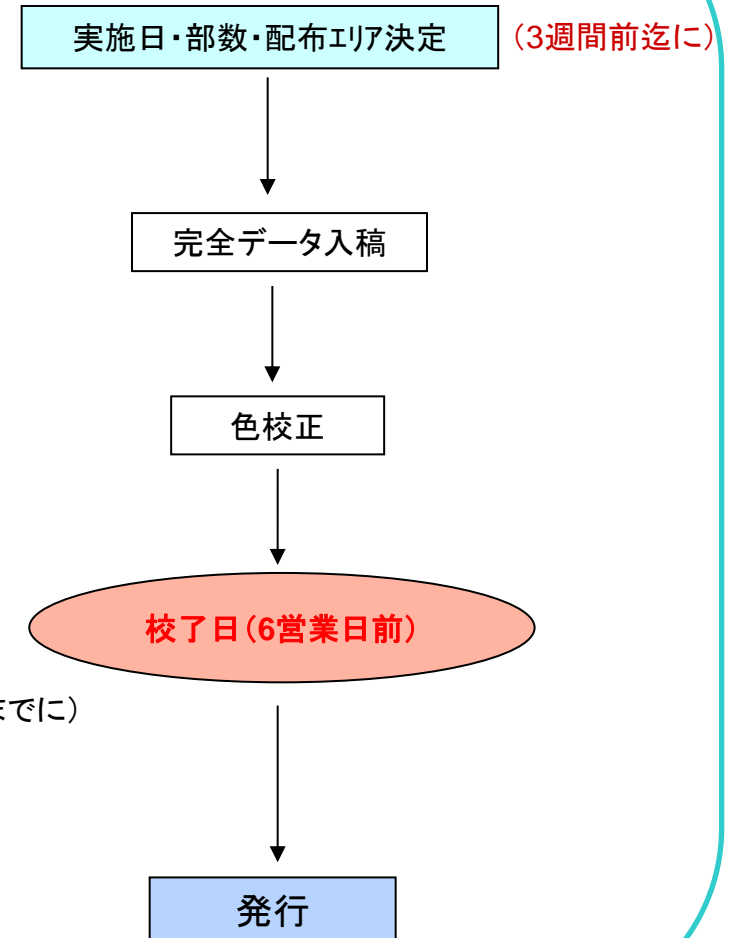 実施日・部数・配布ｴﾘｱ決定 （3週間前迄に）
完全データ入稿
色校正
校了日（6営業日前）
までに）
発行